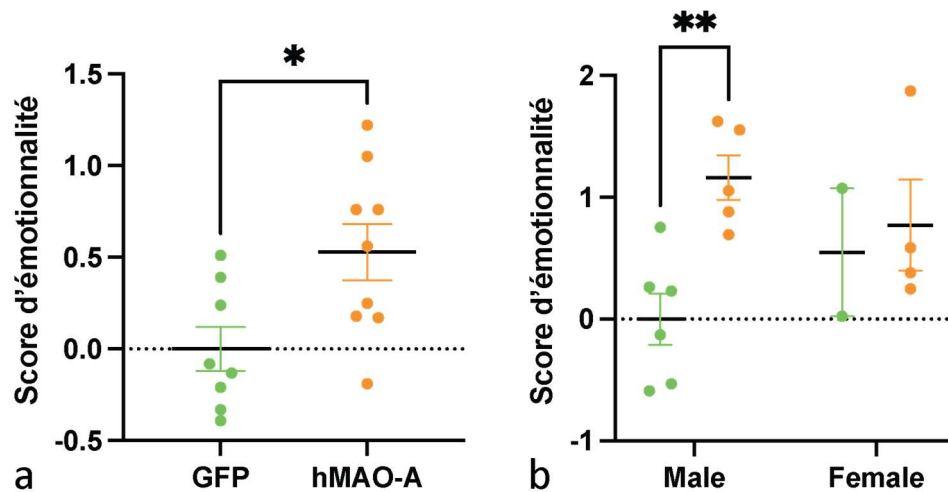 Score d'émotionnalité
1.5
1.0
0.5
0.0
-0.5
*
GFP
hMAO-A
a
Score d'émotionnalité
2
1
0
-1
**
Male
Female
b